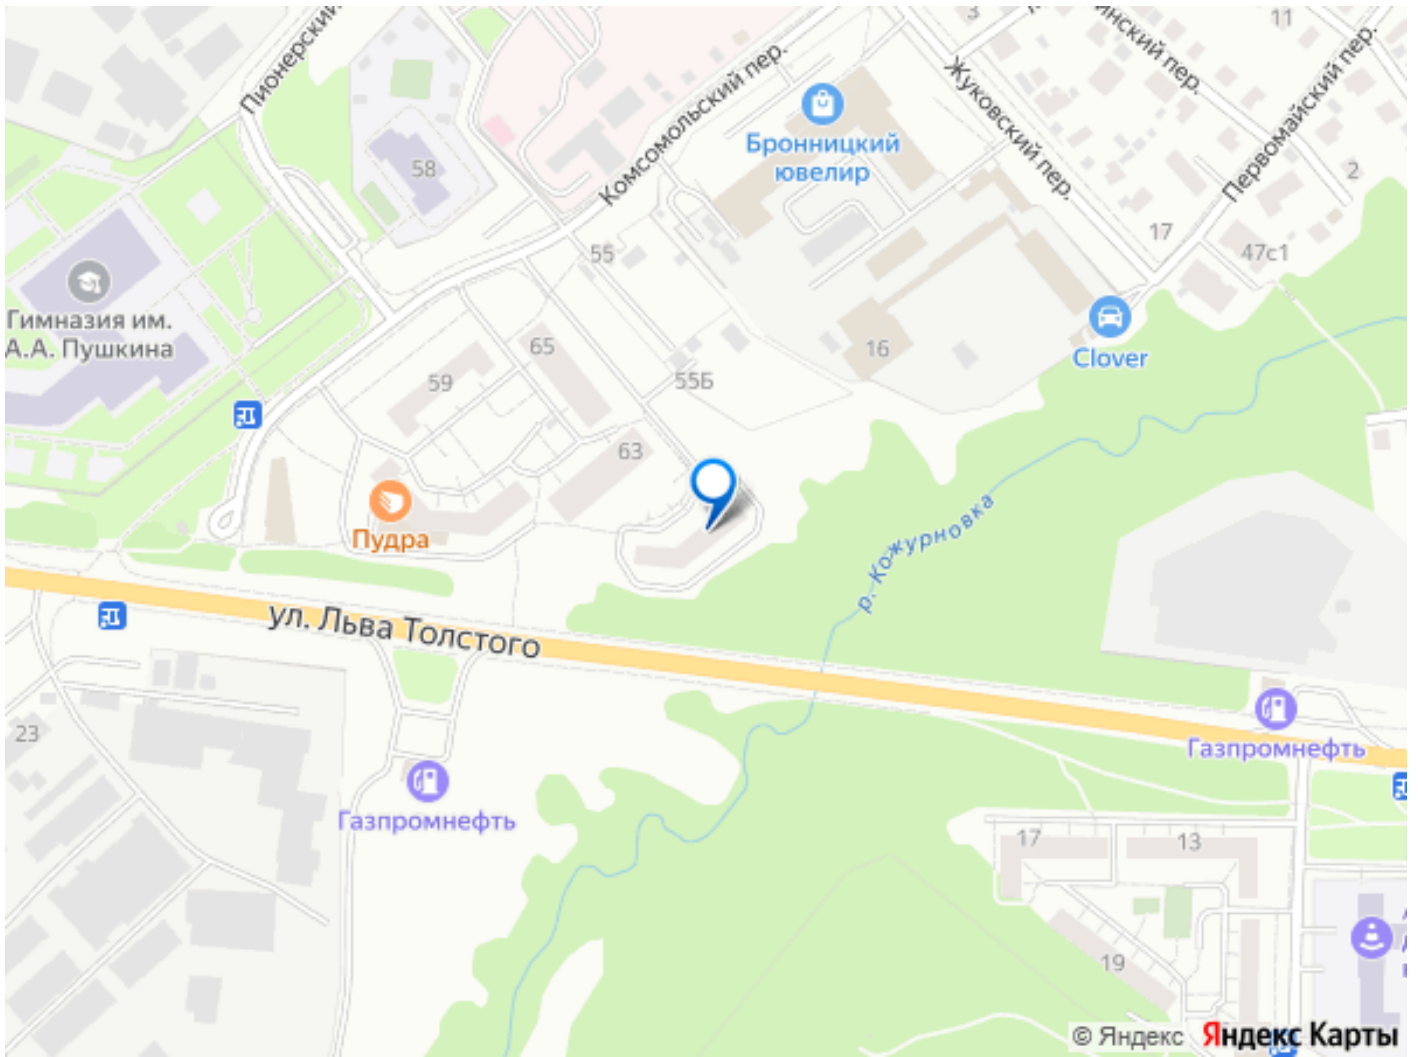 Пионерский
3
11
инский пер.
Первомайский пер.
Жуковский пер.
Комсомольский пер.
Бронницкий
ювелир
58
2
17
47с1
55
Гимназия им.
А.А. Пушкина
65
16
Clover
59
55Б
63
Пудра
р. Кожурновка
ул. Льва Толстого
23
Газпромнефть
Газпромнефть
17
13
19
© Яндекс Яндекс Карты